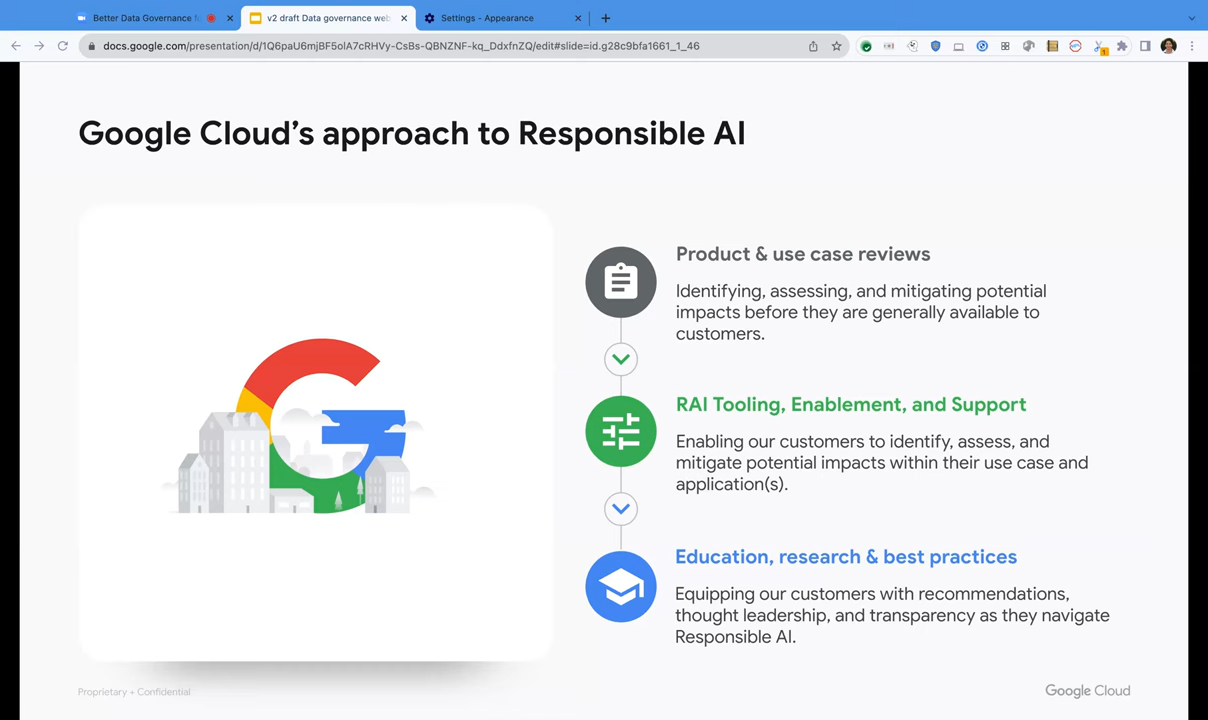 Better Data Governance
v2 draft Data governance web
Settings - Appearance
docs.google.com/presentation/d/1Q6paU6mjBF5olA7cRHVy-CsBs-QBNZNF-kq_DdxfnZQ/edit#slide=id.g28c9bfa1661_1_46
1
Google Cloud’s approach to Responsible AI
Product & use case reviews
Identifying, assessing, and mitigating potential
impacts before they are generally available to
customers.
RAI Tooling, Enablement, and Support
Enabling our customers to identify, assess, and
mitigate potential impacts within their use case and
application(s).
Education, research & best practices
Equipping our customers with recommendations,
thought leadership, and transparency as they navigate
Responsible AI.
Proprietary + Confidential
Google Cloud